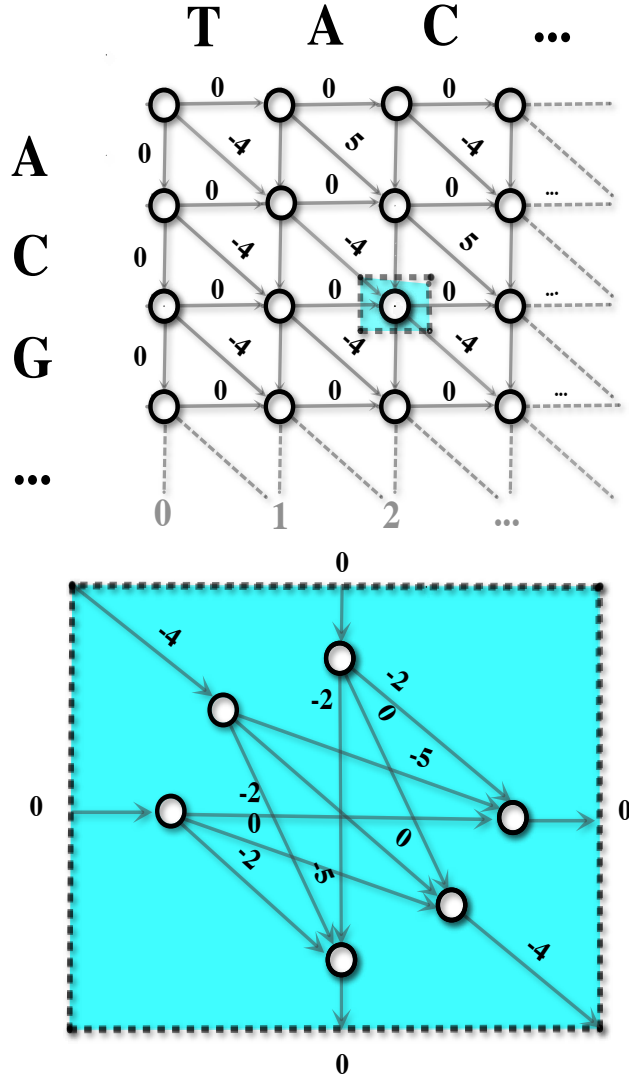 T A C ...
0 0 0
A 0 -4 5 -4
0 0 0 ...
C 0 -4 -4 5
0 0 0 ...
G 0 -4 -4 -4
0 0 0 ...
...
0 1 2 ...
0
-4
-2
-2 0
-5
0 -2 0
0 0
-2 -5
-4
0